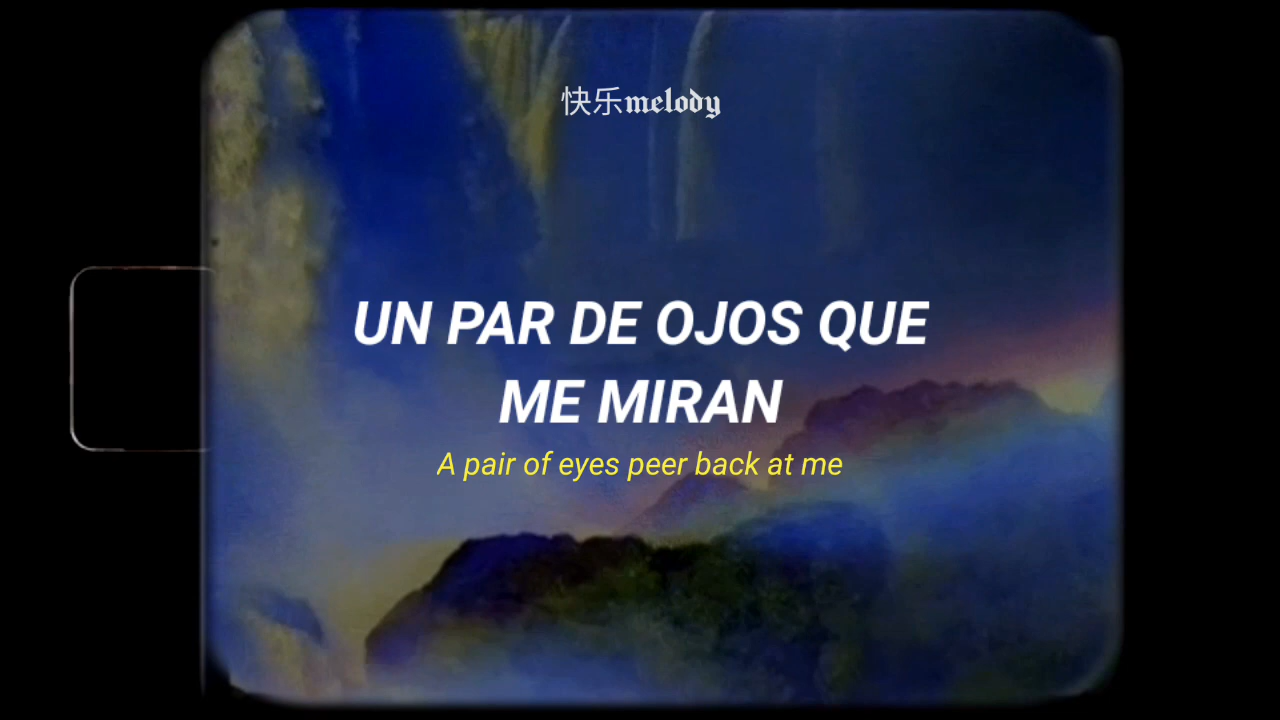 快乐melody
UN PAR DE OJOS QUE
ME MIRAN
A pair of eyes peer back at me